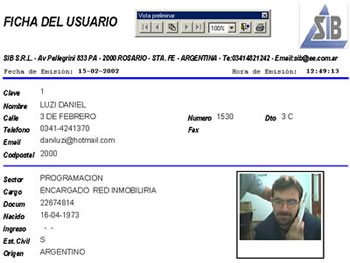 FICHA DEL USUARIO
Vista preliminar
100%
SIB
SIB S.R.L. - Av Pellegrini 833 PA - 2000 ROSARIO - STA. FE - ARGENTINA - Te:03414821242 - Email:sib@ee.com.ar
Fecha de Emisión: 15-02-2002 Hora de Emisión: 12:49:13
Clave 1
Nombre LUZI DANIEL
Calle 3 DE FEBRERO Numero 1530 Dto 3 C
Telefono 0341-4241370 Fax
Email daniluzi@hotmail.com
Codpostal 2000
Sector PROGRAMACION
Cargo ENCARGADO RED INMOBILIRIA
Docum 22674814
Nacido 16-04-1973
Ingreso - -
Est.Civil S
Origen ARGENTINO